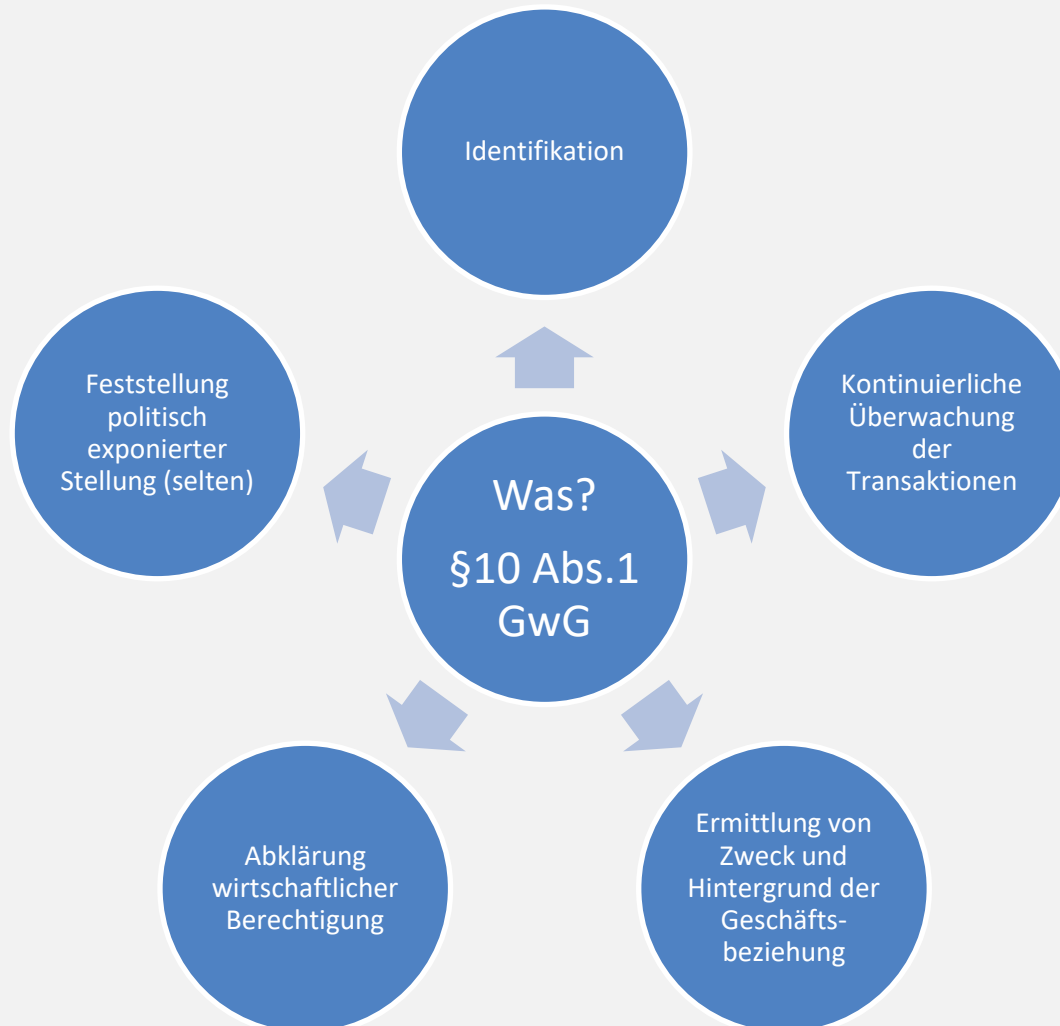 Identifikation
Kontinuierliche
Überwachung
der
Transaktionen
Ermittlung von
Zweck und
Hintergrund der
Geschäfts-
beziehung
Abklärung
wirtschaftlicher
Berechtigung
Feststellung
politisch
exponierter
Stellung (selten)
Was?
§10 Abs.1
GwG